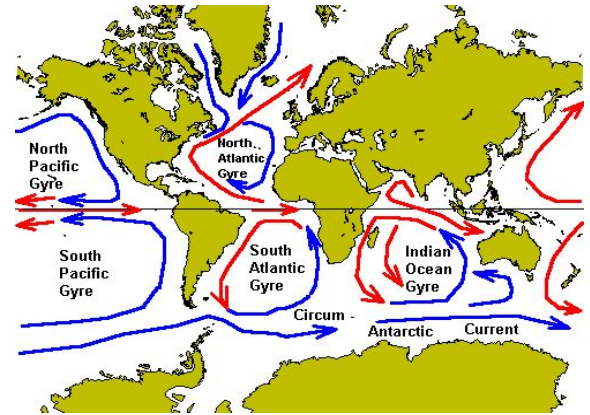 North
Pacific
Gyre
North
Atlantic
Gyre
South
Pacific
Gyre
South
Atlantic
Gyre
Indian
Ocean
Gyre
Circum -
Antarctic
Current